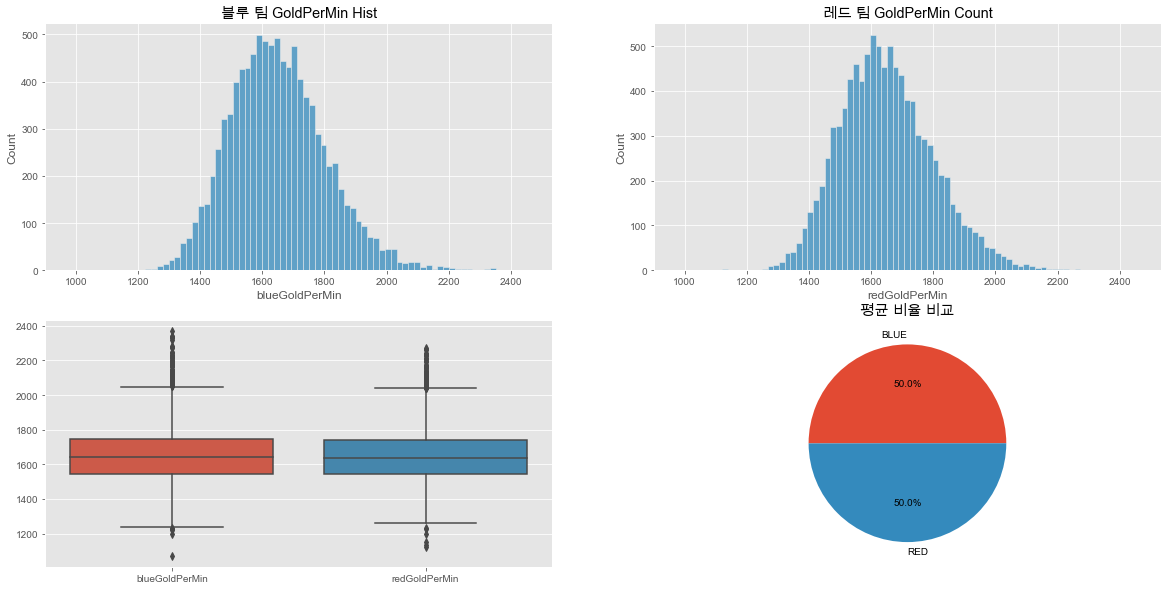 블루 팀 GoldPerMin Hist
500
400
300
200
100
0
Count
1000 1200 1400 1600 1800 2000 2200 2400
blueGoldPerMin
레드 팀 GoldPerMin Count
500
400
300
200
100
0
Count
1000 1200 1400 1600 1800 2000 2200 2400
redGoldPerMin
2400
2200
2000
1800
1600
1400
1200
blueGoldPerMin redGoldPerMin
평균 비율 비교
BLUE
50.0%
50.0%
RED